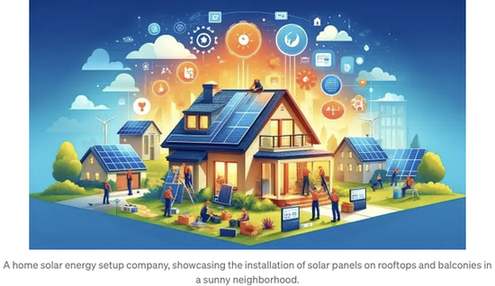 A home solar energy setup company, showcasing the installation of solar panels on rooftops and balconies in
a sunny neighborhood.